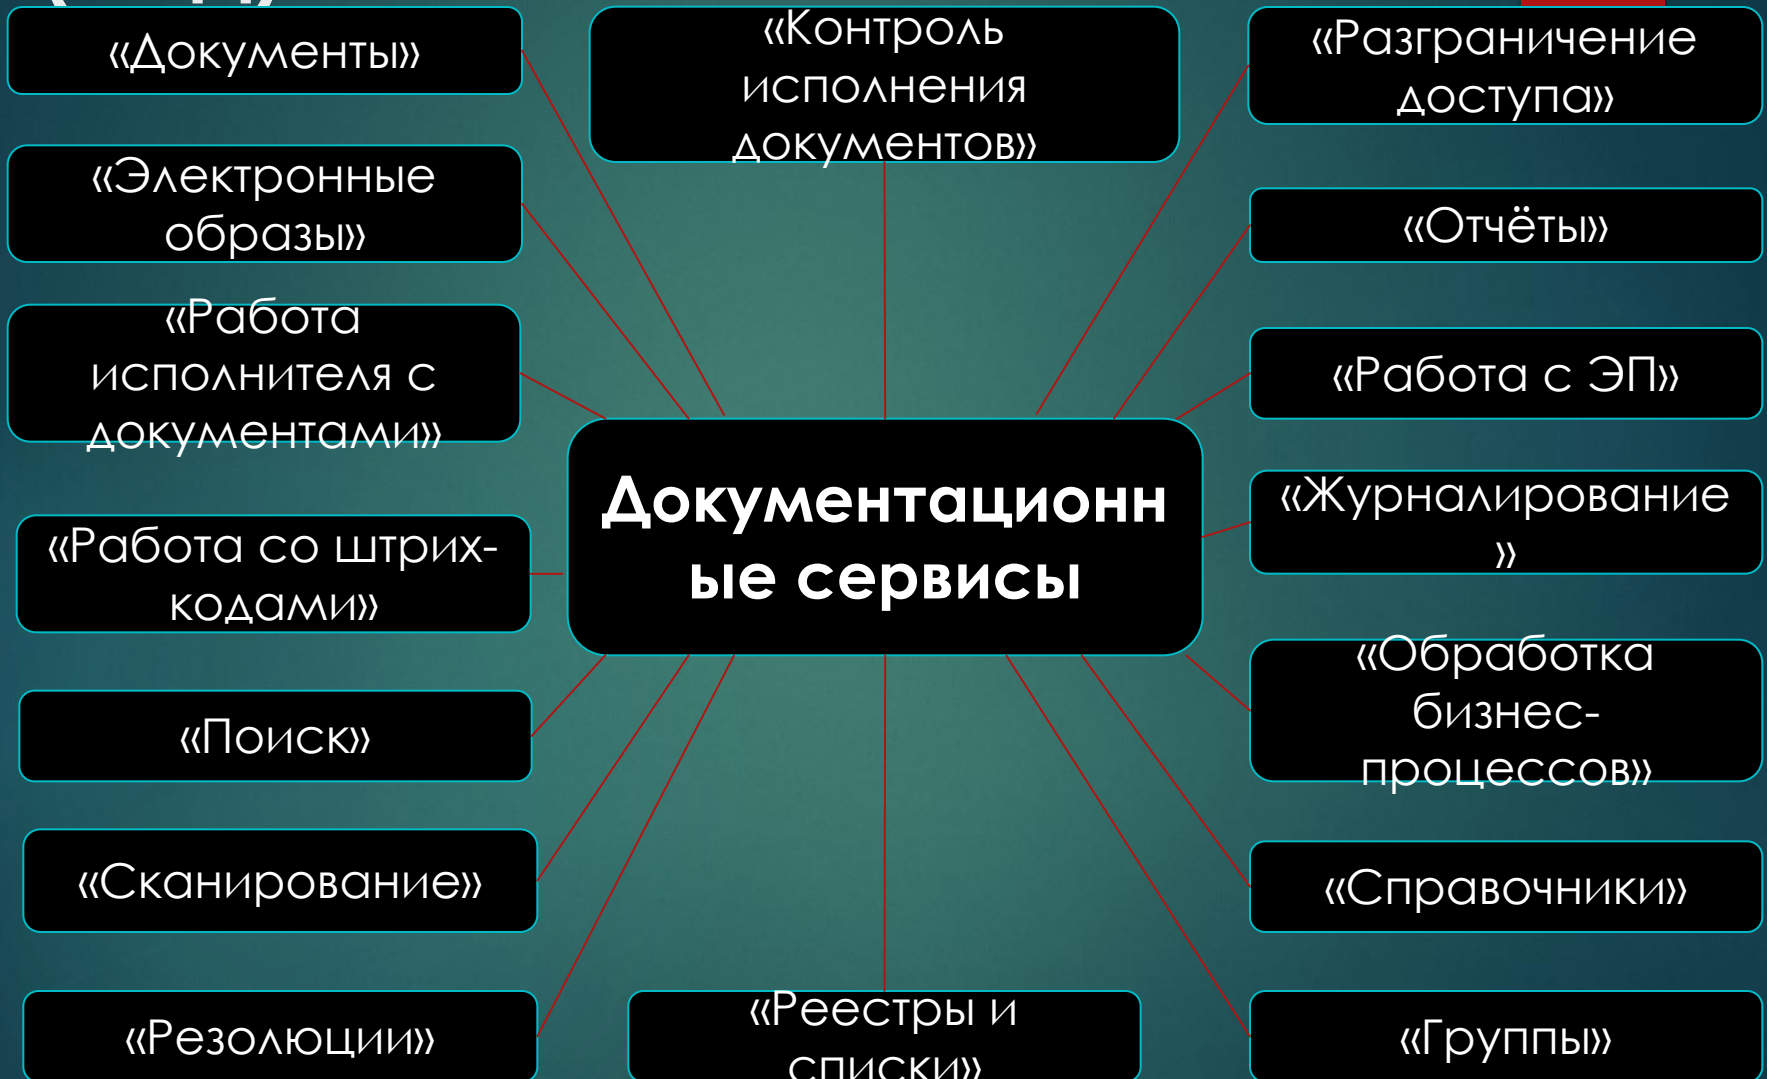 «Документы»
«Контроль
исполнения
документов»
«Разграничение
доступа»
«Электронные
образы»
«Отчёты»
«Работа
исполнителя с
документами»
«Работа с ЭП»
Документационн
ые сервисы
«Журналирование
»
«Работа со штрих-
кодами»
«Обработка
бизнес-
процессов»
«Поиск»
«Сканирование»
«Справочники»
«Резолюции»
«Реестры и
списки»
«Группы»